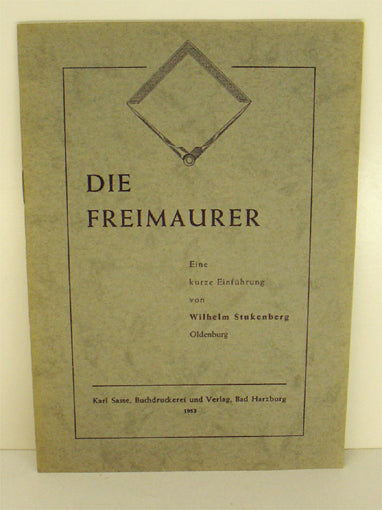 DIE
FREIMAURER
Eine
kurze Einführung
von
Wilhelm Stukenberg
Oldenburg
Karl Sasse, Buchdruckerei und Verlag, Bad Harzburg
1953